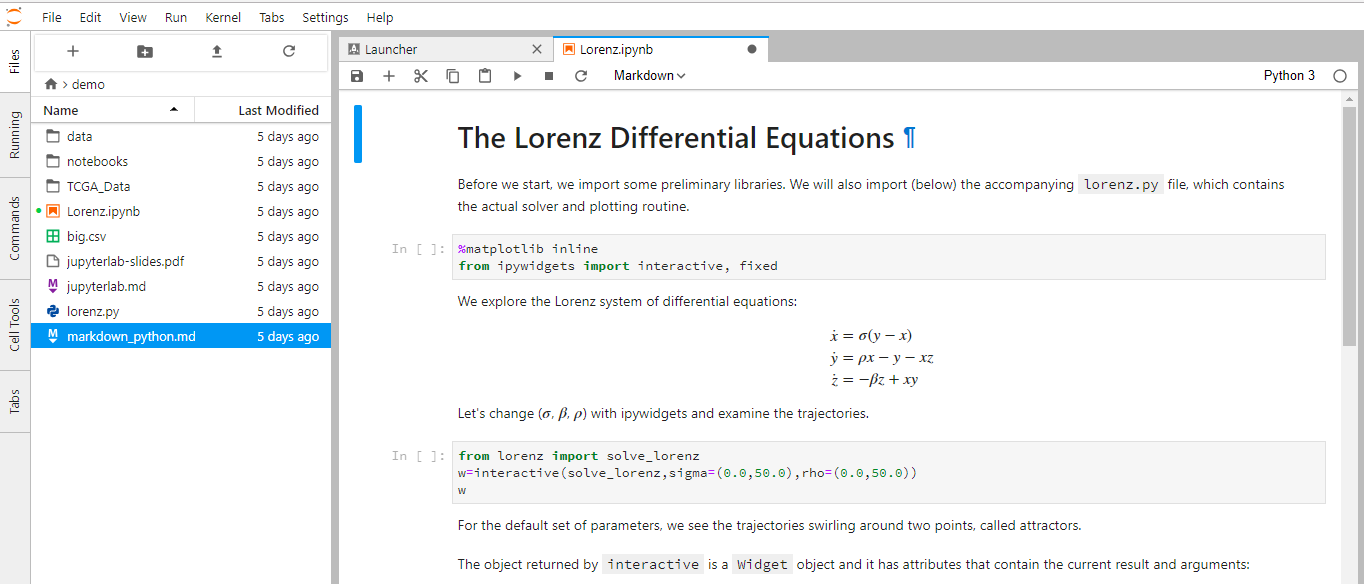 File Edit View Run Kernel Tabs Settings Help
Files
Running
Commands
Cell Tools
Tabs
demo
Name Last Modified
data 5 days ago
notebooks 5 days ago
TCGA_Data 5 days ago
Lorenz.ipynb 5 days ago
big.csv 5 days ago
jupyterlab-slides.pdf 5 days ago
jupyterlab.md 5 days ago
lorenz.py 5 days ago
markdown_python.md 5 days ago
Launcher
Lorenz.ipynb
Markdown Python 3
The Lorenz Differential Equations ¶
Before we start, we import some preliminary libraries. We will also import (below) the accompanying lorenz.py file, which contains
the actual solver and plotting routine.
In [ ]: %matplotlib inline
from ipywidgets import interactive, fixed
We explore the Lorenz system of differential equations:
ẋ = σ(y − x)
ẏ = ρx − y − xz
ż = −βz + xy
Let's change (σ, β, ρ) with ipywidgets and examine the trajectories.
In [ ]: from lorenz import solve_lorenz
w=interactive(solve_lorenz,sigma=(0.0,50.0),rho=(0.0,50.0))
w
For the default set of parameters, we see the trajectories swirling around two points, called attractors.
The object returned by interactive is a Widget object and it has attributes that contain the current result and arguments: